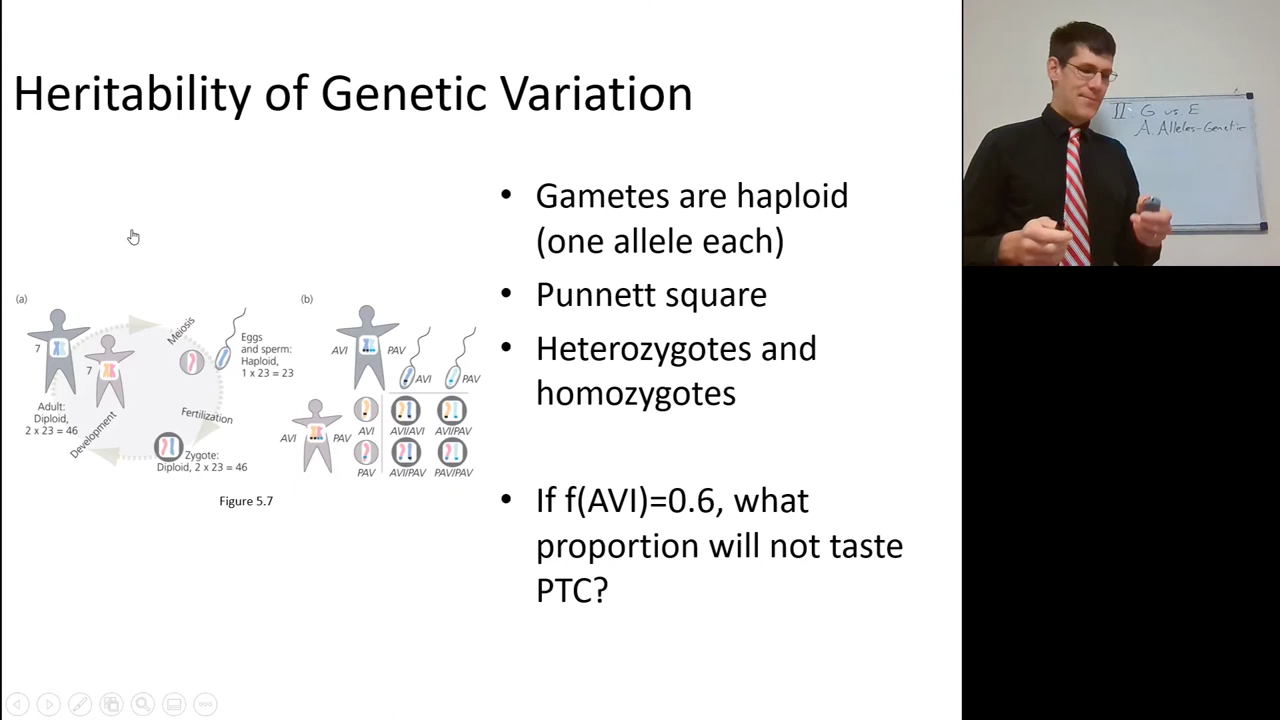 Heritability of Genetic Variation
• Gametes are haploid
(one allele each)
• Punnett square
• Heterozygotes and
homozygotes
• If f(AVI)=0.6, what
proportion will not taste
PTC?
(a)
7
7
Meiosis
Eggs
and sperm:
Haploid,
1 x 23 = 23
Adult:
Diploid,
2 x 23 = 46
Development
Fertilization
Zygote:
Diploid, 2 x 23 = 46
(b)
AVI PAV
AVI PAV
AVI PAV
AVI AVI/AVI AVI/PAV
PAV AVI/PAV PAV/PAV
Figure 5.7
II. G vs. E
A. Alleles-Genetic